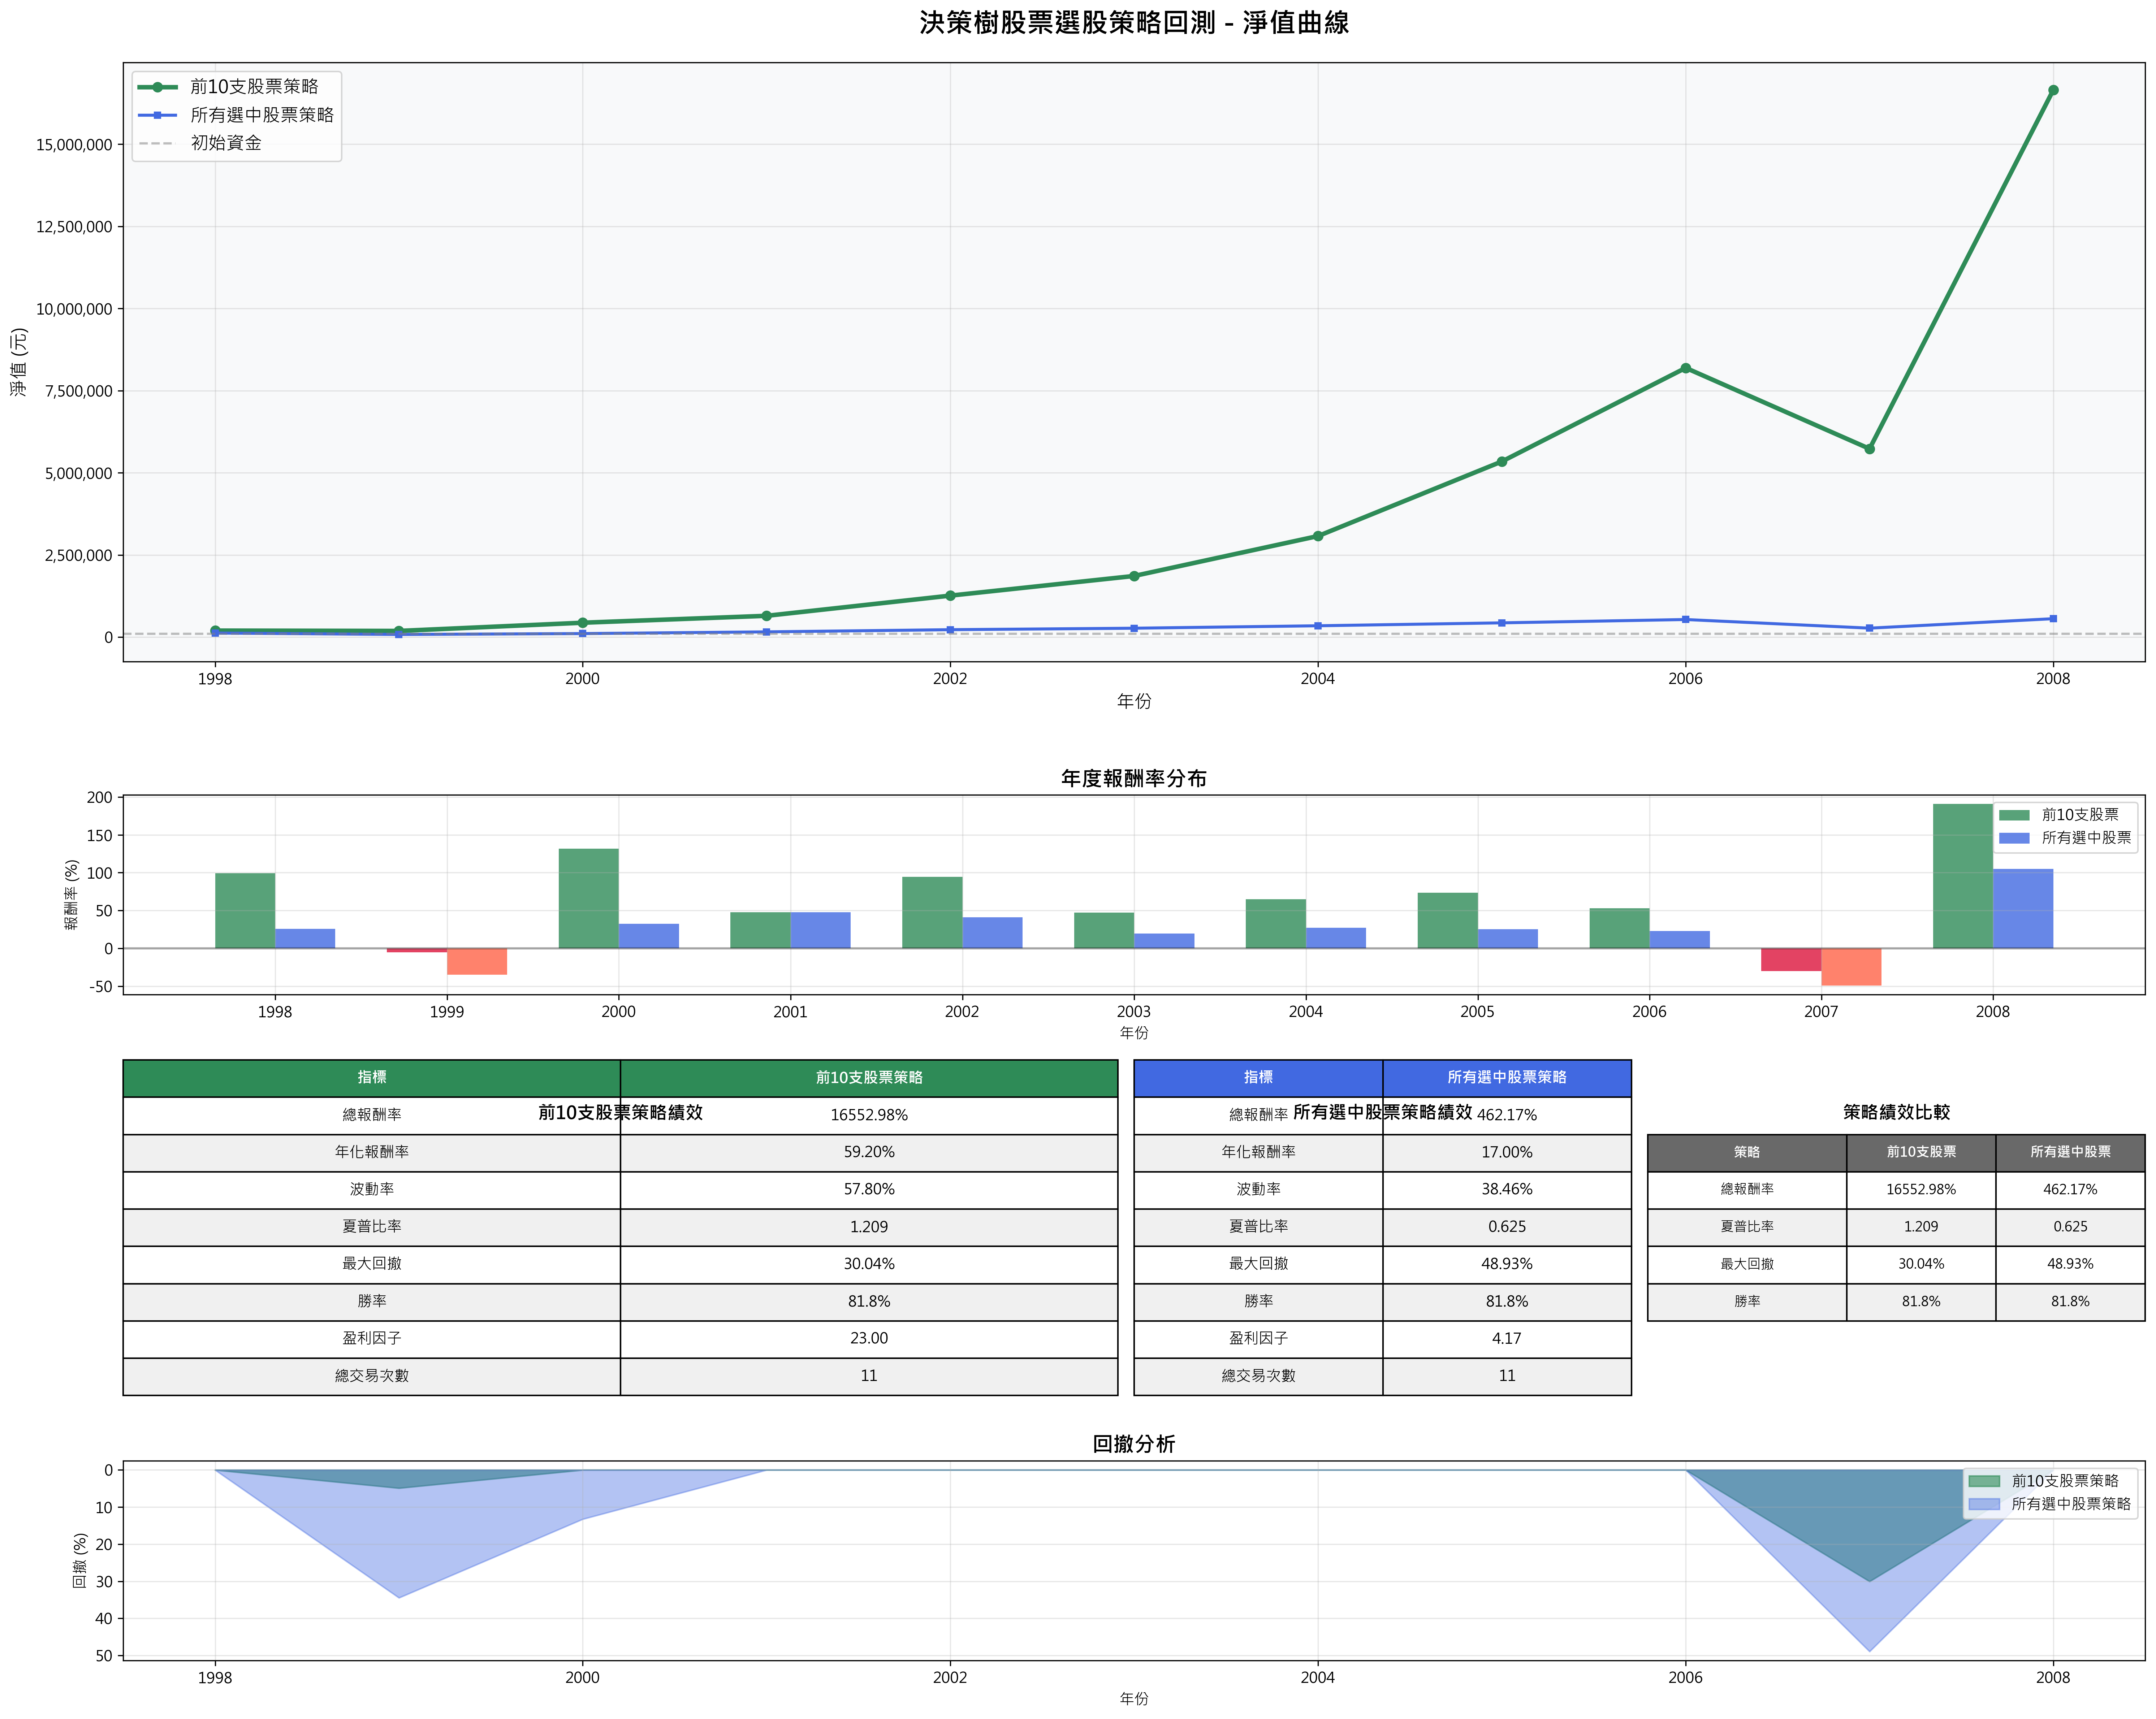 決策樹股票選股策略回測 - 淨值曲線
前10支股票策略
所有選中股票策略
初始資金
淨值 (元)
15,000,000
12,500,000
10,000,000
7,500,000
5,000,000
2,500,000
0
1998 2000 2002 2004 2006 2008
年份
年度報酬率分布
前10支股票
所有選中股票
報酬率 (%)
200
150
100
50
0
-50
1998 1999 2000 2001 2002 2003 2004 2005 2006 2007 2008
年份
前10支股票策略績效
指標 前10支股票策略
總報酬率 16552.98%
年化報酬率 59.20%
波動率 57.80%
夏普比率 1.209
最大回撤 30.04%
勝率 81.8%
盈利因子 23.00
總交易次數 11
所有選中股票策略績效
指標 所有選中股票策略
總報酬率 462.17%
年化報酬率 17.00%
波動率 38.46%
夏普比率 0.625
最大回撤 48.93%
勝率 81.8%
盈利因子 4.17
總交易次數 11
策略績效比較
策略 前10支股票 所有選中股票
總報酬率 16552.98% 462.17%
夏普比率 1.209 0.625
最大回撤 30.04% 48.93%
勝率 81.8% 81.8%
回撤分析
前10支股票策略
所有選中股票策略
回撤 (%)
0
10
20
30
40
50
1998 2000 2002 2004 2006 2008
年份